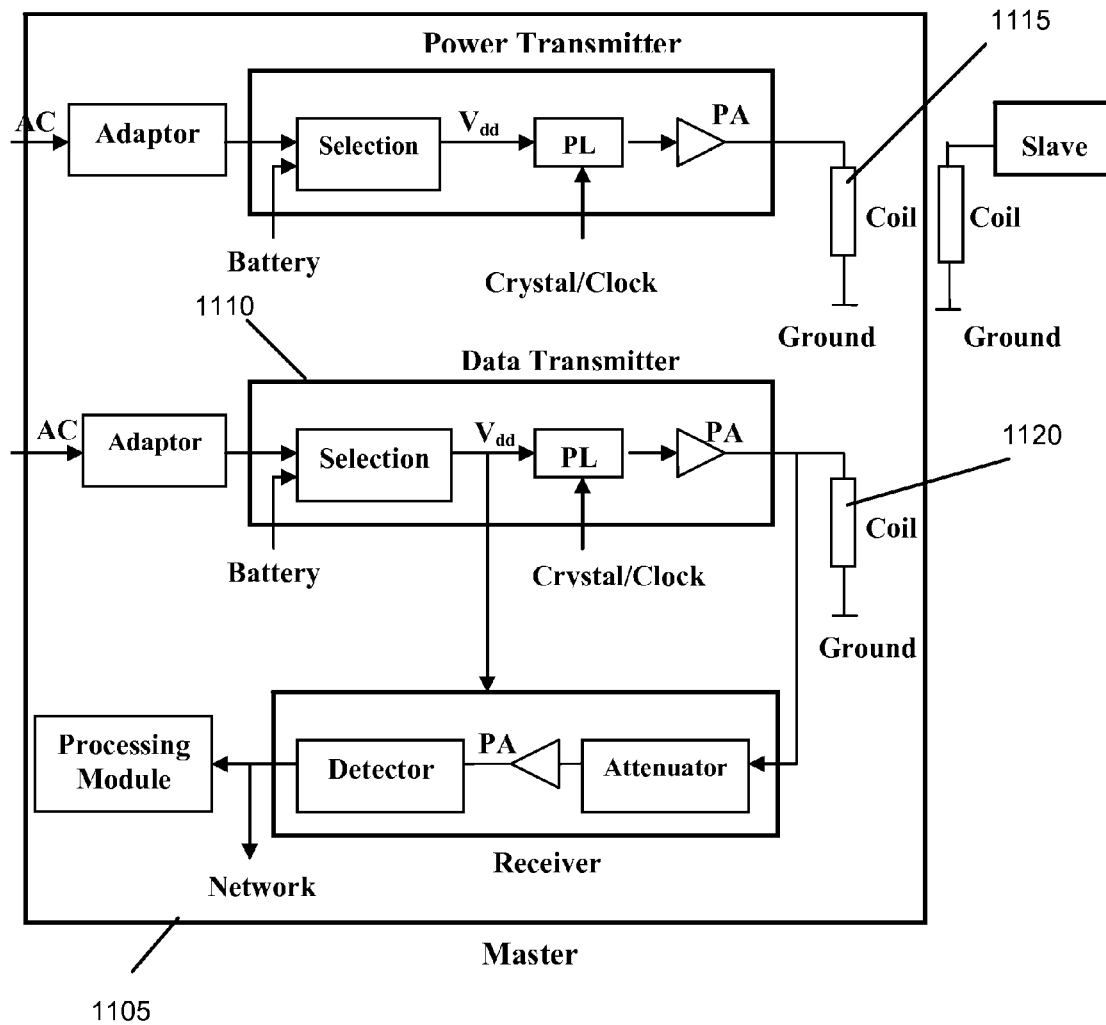 1115
Power Transmitter
AC
Adaptor
Selection
Vdd
PL
PA
Slave
Coil
Coil
Battery
Crystal/Clock
Ground
Ground
1110
Data Transmitter
AC
Adaptor
Selection
Vdd
PL
PA
1120
Coil
Battery
Crystal/Clock
Ground
Processing
Module
Detector
PA
Attenuator
Receiver
Network
Master
1105